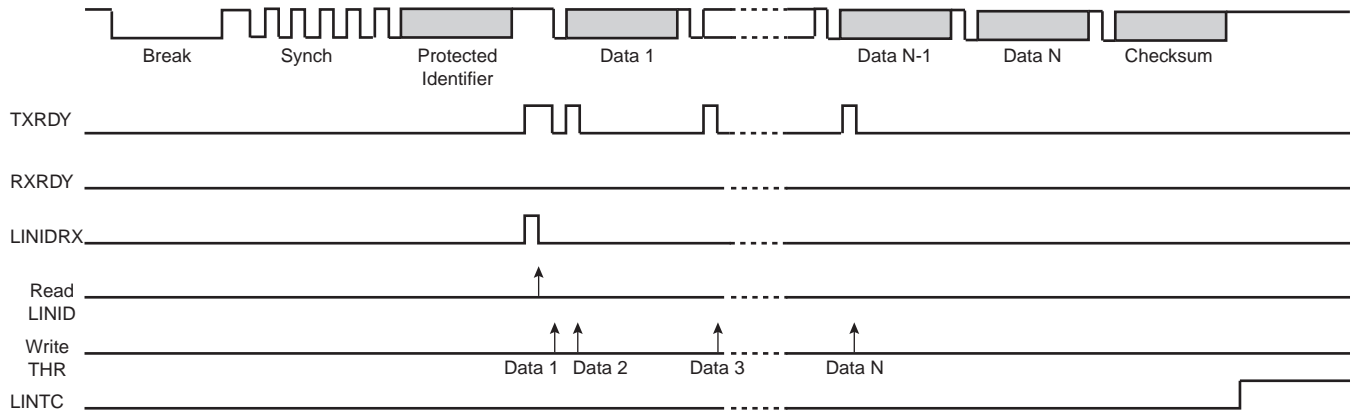 Break Synch Protected Data 1 Data N-1 Data N Checksum
Identifier
TXRDY
RXRDY
LINIDRX
Read
LINID
Write
THR
Data 1 Data 2 Data 3 Data N
LINTC